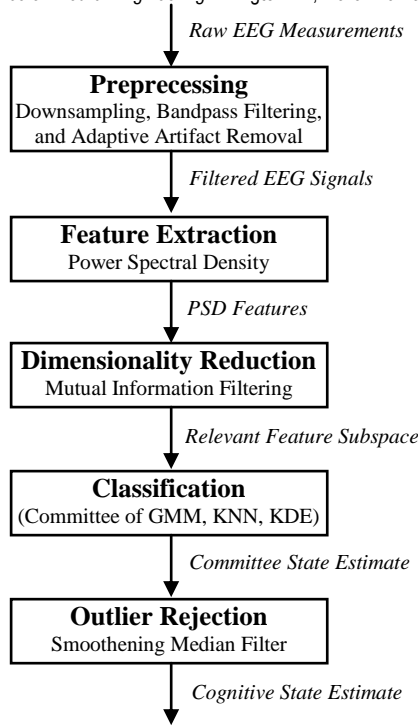 Raw EEG Measurements
Preprecessing
Downsampling, Bandpass Filtering,
and Adaptive Artifact Removal
Filtered EEG Signals
Feature Extraction
Power Spectral Density
PSD Features
Dimensionality Reduction
Mutual Information Filtering
Relevant Feature Subspace
Classification
(Committee of GMM, KNN, KDE)
Committee State Estimate
Outlier Rejection
Smoothening Median Filter
Cognitive State Estimate